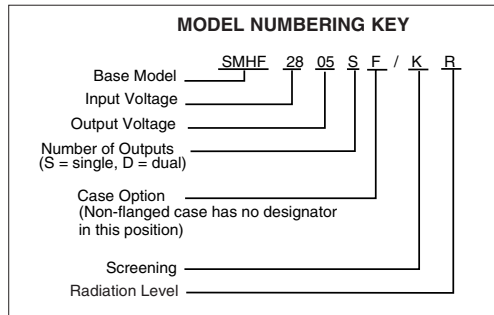 MODEL NUMBERING KEY
SMHF 28 05 S F / K R
Base Model
Input Voltage
Output Voltage
Number of Outputs
(S = single, D = dual)
Case Option
(Non-flanged case has no designator
in this position)
Screening
Radiation Level